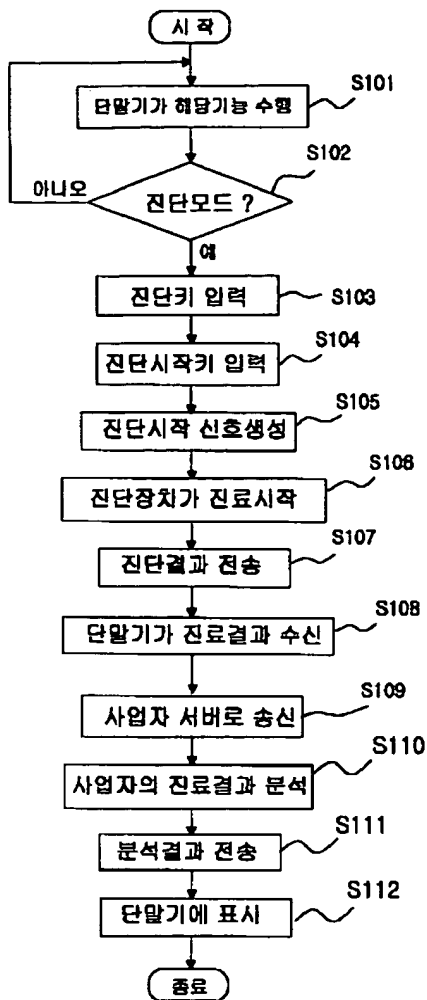 시 작
단말기가 해당기능 수행
S101
S102
아니오
진단모드 ?
예
진단키 입력
S103
S104
진단시작키 입력
S105
진단시작 신호생성
S106
진단장치가 진료시작
S107
진단결과 전송
S108
단말기가 진료결과 수신
S109
사업자 서버로 송신
S110
사업자의 진료결과 분석
S111
분석결과 전송
S112
단말기에 표시
종료